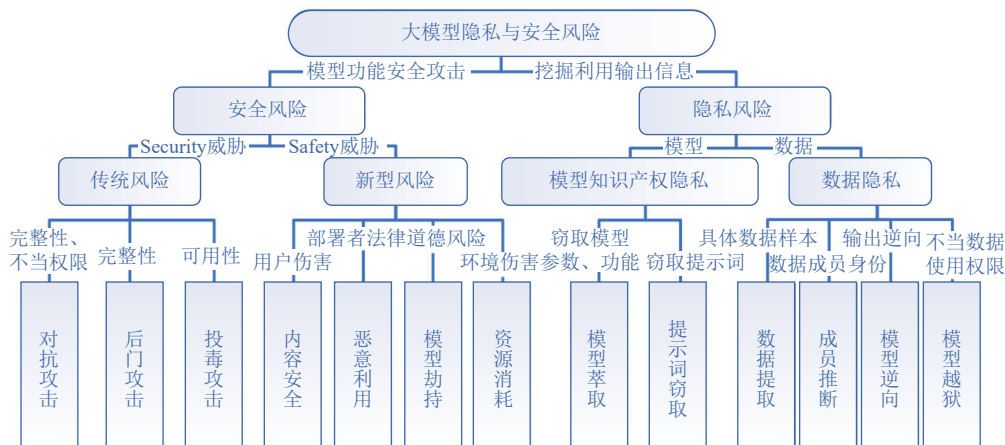 大模型隐私与安全风险
模型功能安全攻击
挖掘利用输出信息
安全风险
隐私风险
Security威胁
Safety威胁
模型
数据
传统风险
新型风险
模型知识产权隐私
数据隐私
完整性、
不当权限
完整性
可用性
用户伤害
部署者法律道德风险
环境伤害
窃取模型
参数、功能
窃取提示词
具体数据样本
数据成员身份
输出逆向
不当数据
使用权限
对抗攻击
后门攻击
投毒攻击
内容安全
恶意利用
模型劫持
资源消耗
模型萃取
提示词窃取
数据提取
成员推断
模型逆向
模型越狱